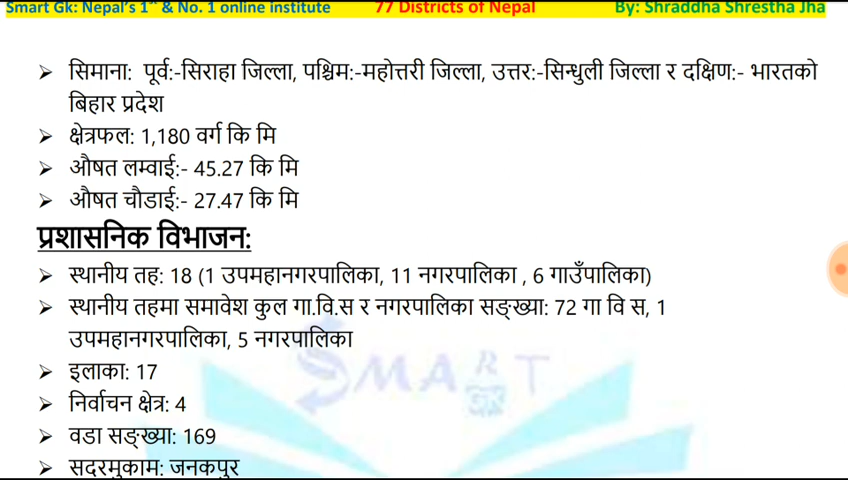 Smart Gk: Nepal's 1st & No. 1 online institute 77 Districts of Nepal By: Shraddha Shrestha Jha
➤ सिमाना: पूर्व:-सिराहा जिल्ला, पश्चिम:-महोत्तरी जिल्ला, उत्तर:-सिन्धुली जिल्ला र दक्षिण:- भारतको
बिहार प्रदेश
➤ क्षेत्रफल: 1,180 वर्ग कि मि
➤ औषत लम्वाई:- 45.27 कि मि
➤ औषत चौडाई:- 27.47 कि मि
प्रशासनिक विभाजन:
➤ स्थानीय तह: 18 (1 उपमहानगरपालिका, 11 नगरपालिका , 6 गाउँपालिका)
➤ स्थानीय तहमा समावेश कुल गा.वि.स र नगरपालिका सङ्ख्या: 72 गा वि स, 1
उपमहानगरपालिका, 5 नगरपालिका
➤ इलाका: 17
SMART
GK
➤ निर्वाचन क्षेत्र: 4
➤ वडा सङ्ख्या: 169
➤ सदरमुकाम: जनकपुर